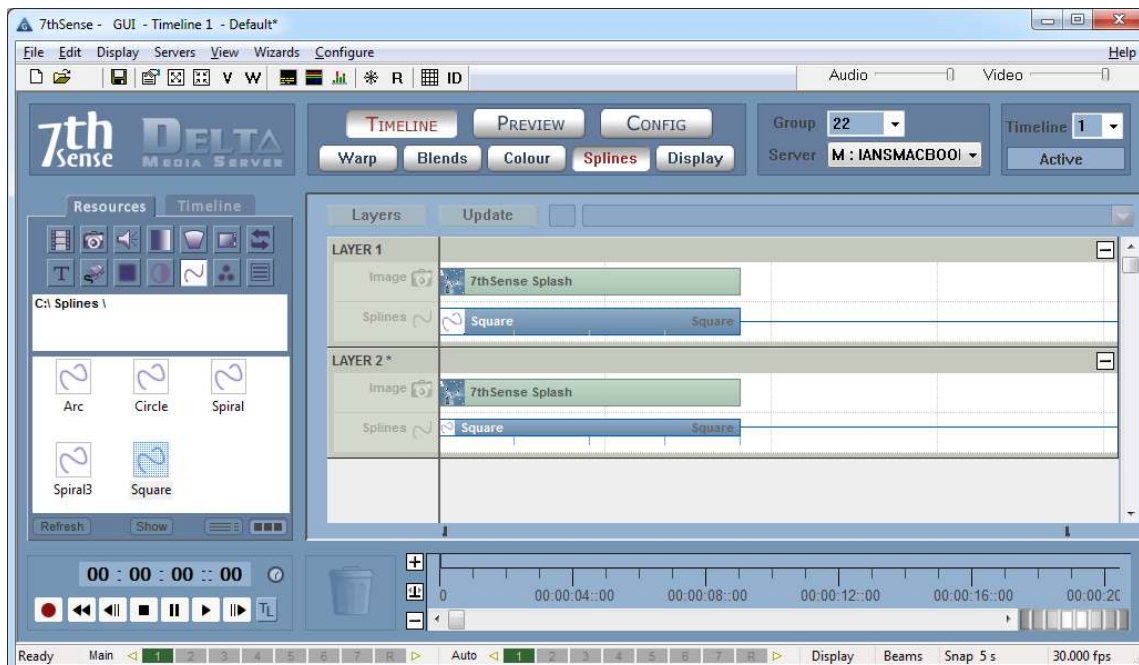 7thSense - GUI - Timeline 1 - Default*
File Edit Display Servers View Wizards Configure Help
V W R ID Audio Video
7th sense DELTA MEDIA SERVER
TIMELINE PREVIEW CONFIG
Warp Blends Colour Splines Display
Group 22
Server M : IANSMACBOOI
Timeline 1
Active
Resources Timeline
T
C:\ Splines \
Arc Circle Spiral
Spiral3 Square
Refresh Show
Layers Update
LAYER 1
Image 7thSense Splash
Splines Square Square
LAYER 2 *
Image 7thSense Splash
Splines Square Square
00 : 00 : 00 :: 00
TL
0 00:00:04::00 00:00:08::00 00:00:12::00 00:00:16::00 00:00:20
Ready Main 1 2 3 4 5 6 7 R Auto 1 2 3 4 5 6 7 R Display Beams Snap 5 s 30.000 fps